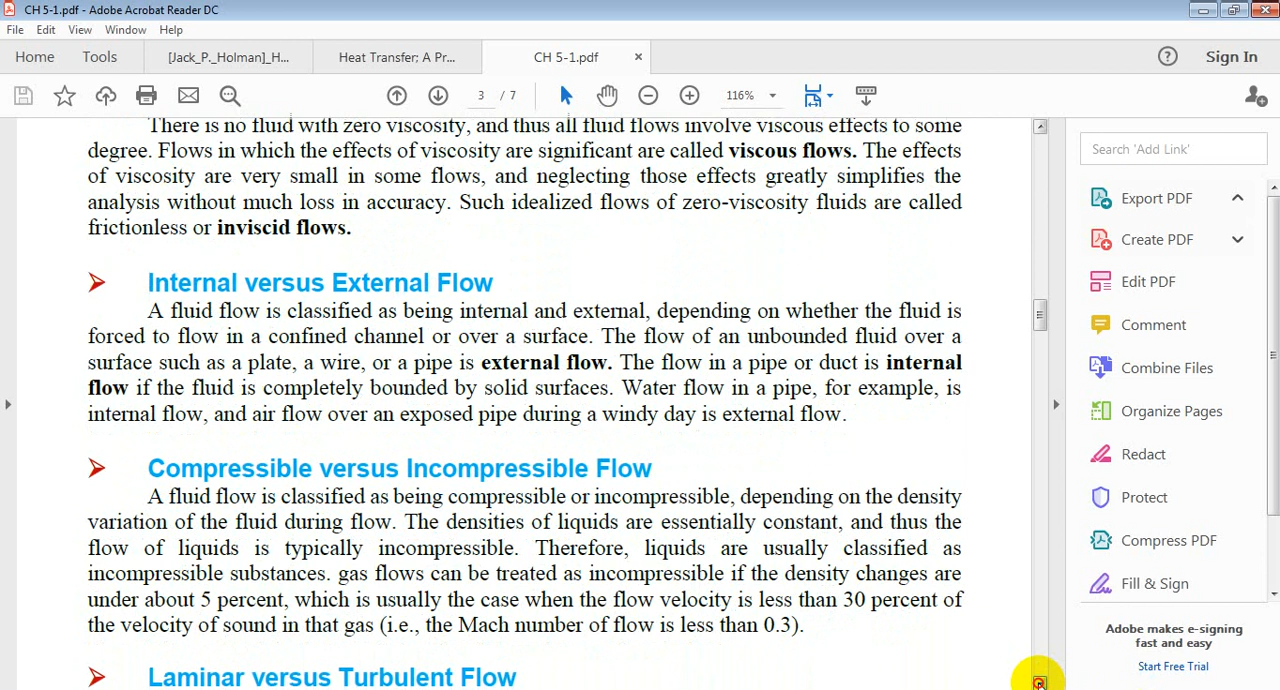 CH 5-1.pdf - Adobe Acrobat Reader DC
File Edit View Window Help
Home Tools [Jack_P._Holman]_H... Heat Transfer; A Pr... CH 5-1.pdf × Sign In
3 / 7 116%
There is no fluid with zero viscosity, and thus all fluid flows involve viscous effects to some
degree. Flows in which the effects of viscosity are significant are called viscous flows. The effects
of viscosity are very small in some flows, and neglecting those effects greatly simplifies the
analysis without much loss in accuracy. Such idealized flows of zero-viscosity fluids are called
frictionless or inviscid flows.
Internal versus External Flow
A fluid flow is classified as being internal and external, depending on whether the fluid is
forced to flow in a confined channel or over a surface. The flow of an unbounded fluid over a
surface such as a plate, a wire, or a pipe is external flow. The flow in a pipe or duct is internal
flow if the fluid is completely bounded by solid surfaces. Water flow in a pipe, for example, is
internal flow, and air flow over an exposed pipe during a windy day is external flow.
Compressible versus Incompressible Flow
A fluid flow is classified as being compressible or incompressible, depending on the density
variation of the fluid during flow. The densities of liquids are essentially constant, and thus the
flow of liquids is typically incompressible. Therefore, liquids are usually classified as
incompressible substances. gas flows can be treated as incompressible if the density changes are
under about 5 percent, which is usually the case when the flow velocity is less than 30 percent of
the velocity of sound in that gas (i.e., the Mach number of flow is less than 0.3).
Laminar versus Turbulent Flow
Search 'Add Link'
Export PDF
Create PDF
Edit PDF
Comment
Combine Files
Organize Pages
Redact
Protect
Compress PDF
Fill & Sign
Adobe makes e-signing
fast and easy
Start Free Trial